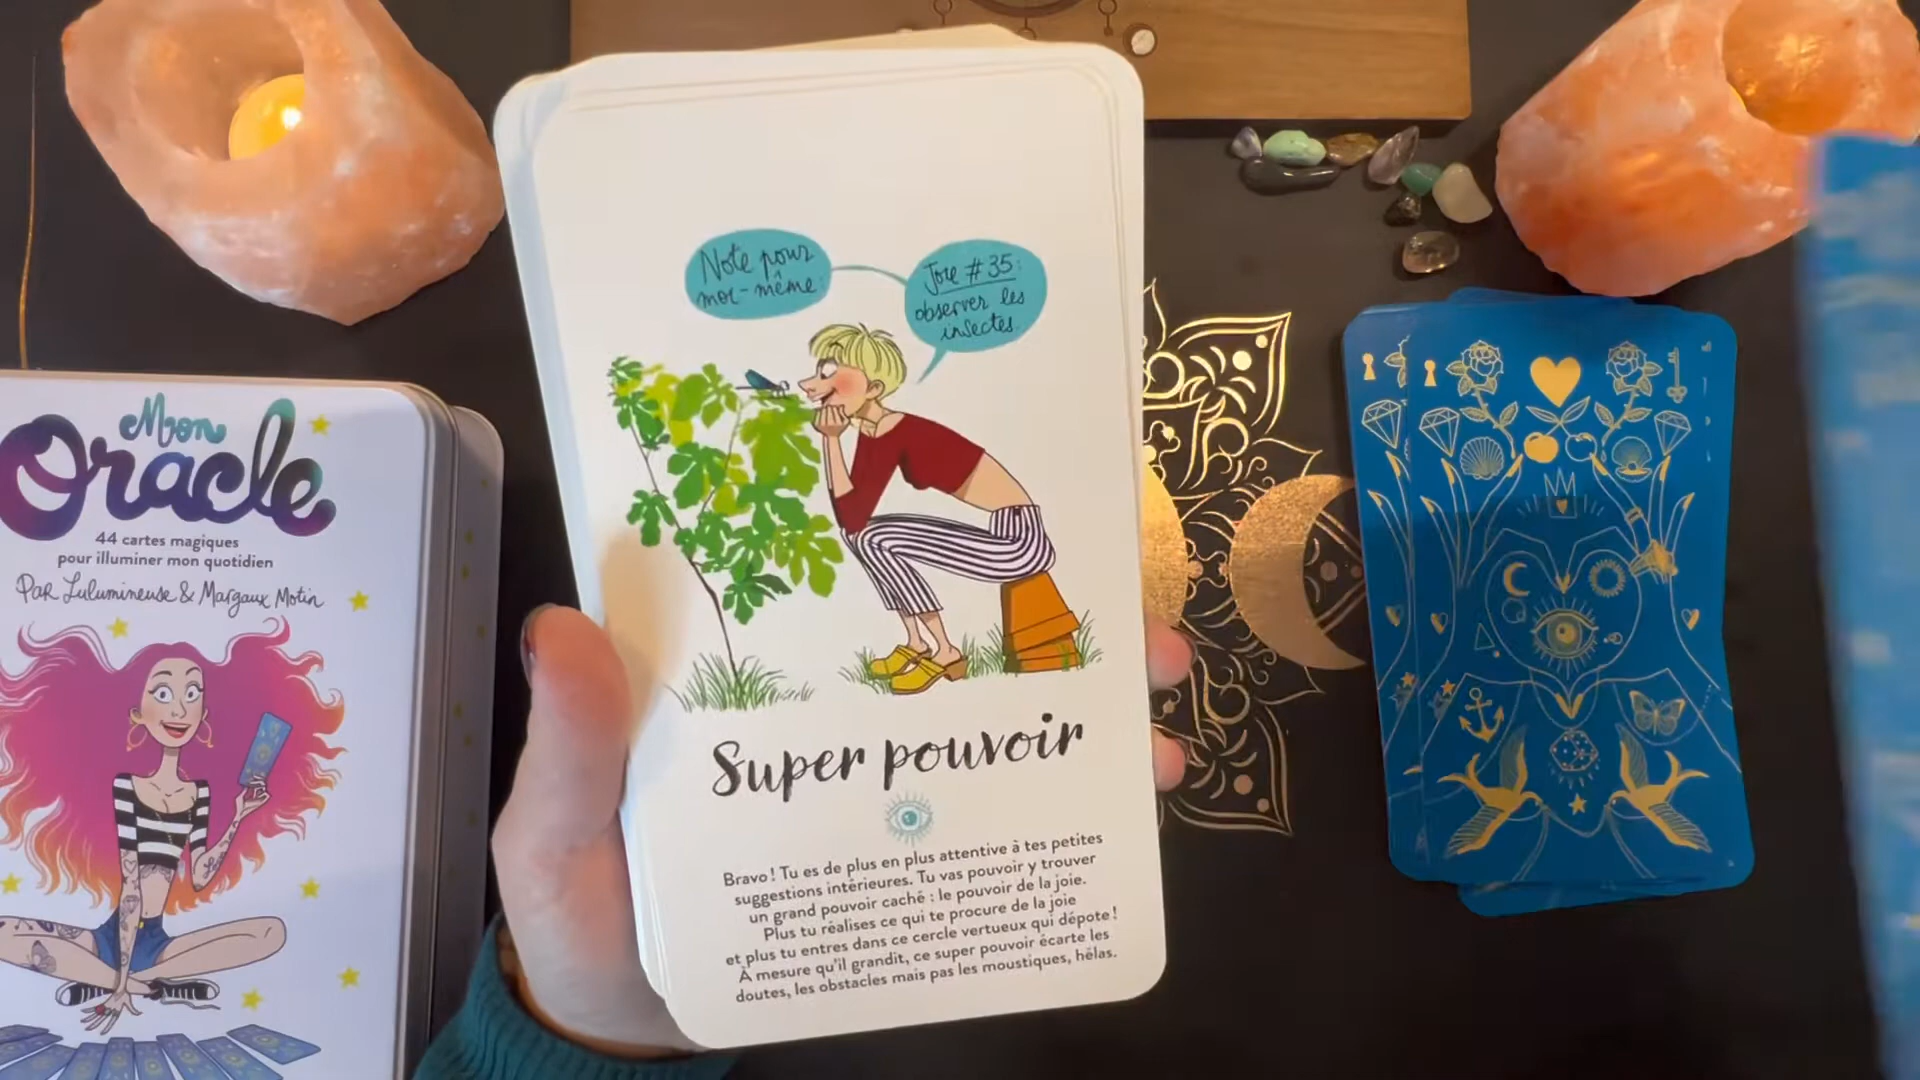 Mon
Oracle
44 cartes magiques
pour illuminer mon quotidien
Par Lulumineuse & Margaux Motin
Note pour
moi-même :
Joie # 35 :
observer les
insectes.
Super pouvoir
Bravo ! Tu es de plus en plus attentive à tes petites
suggestions intérieures. Tu vas pouvoir y trouver
un grand pouvoir caché : le pouvoir de la joie.
Plus tu réalises ce qui te procure de la joie
et plus tu entres dans ce cercle vertueux qui dépote !
À mesure qu'il grandit, ce super pouvoir écarte les
doutes, les obstacles mais pas les moustiques, hélas.